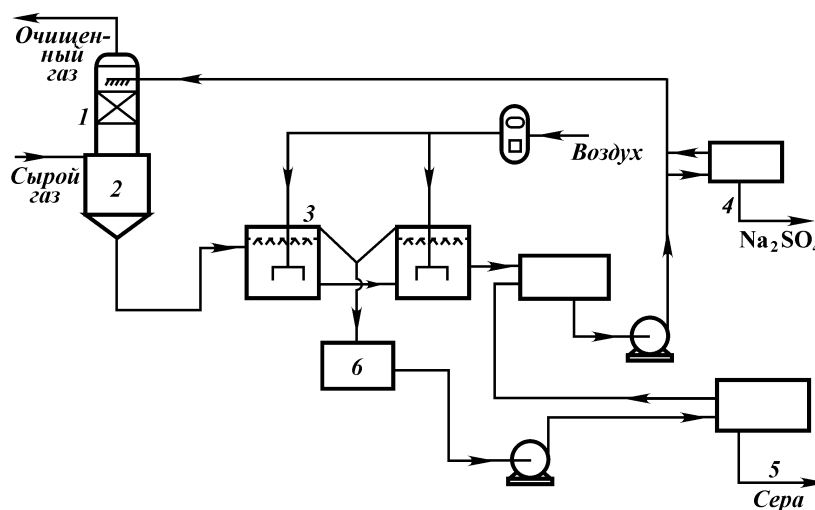 Очищен-
ный
газ
1
Сырой
газ
2
3
Воздух
4
Na2SO4
6
5
Сера